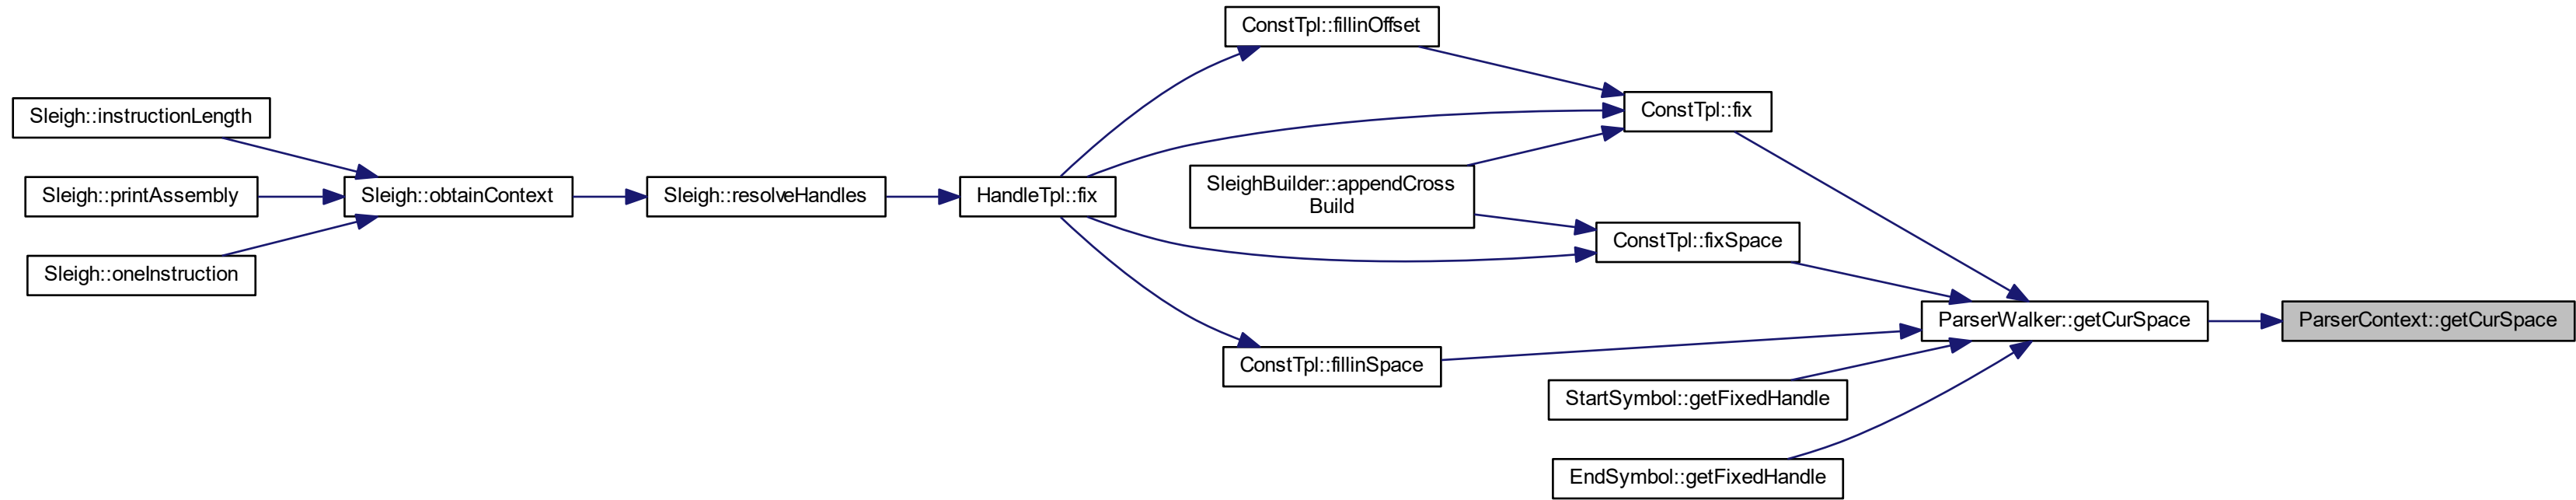 ConstTpl::fillinOffset
Sleigh::instructionLength
ConstTpl::fix
Sleigh::printAssembly
Sleigh::obtainContext
Sleigh::resolveHandles
HandleTpl::fix
SleighBuilder::appendCross
Build
ConstTpl::fixSpace
Sleigh::oneInstruction
ParserWalker::getCurSpace
ParserContext::getCurSpace
ConstTpl::fillinSpace
StartSymbol::getFixedHandle
EndSymbol::getFixedHandle